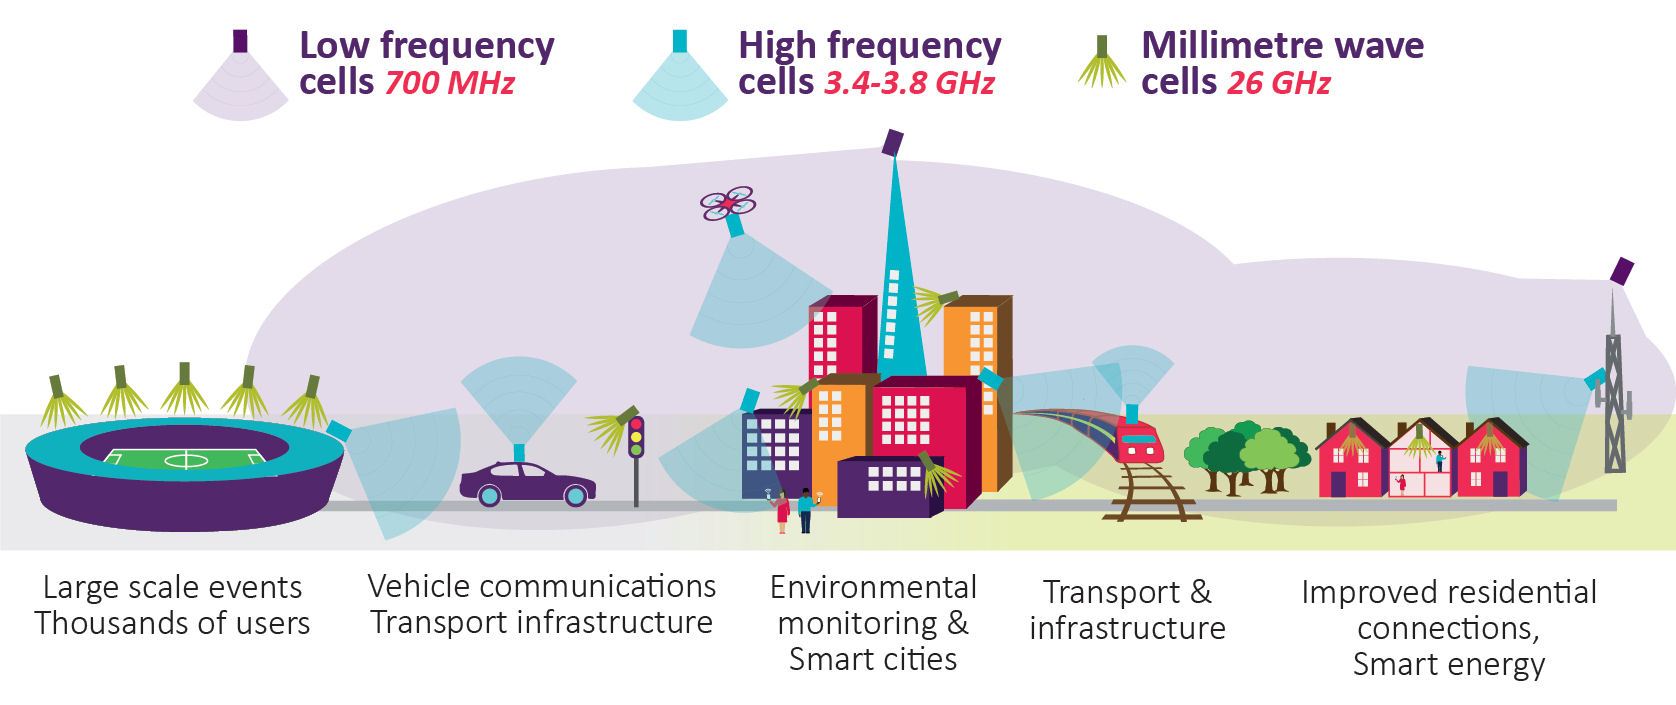 Low frequency
cells 700 MHz
High frequency
cells 3.4-3.8 GHz
Millimetre wave
cells 26 GHz
Large scale events
Thousands of users
Vehicle communications
Transport infrastructure
Environmental
monitoring &
Smart cities
Transport &
infrastructure
Improved residential
connections,
Smart energy